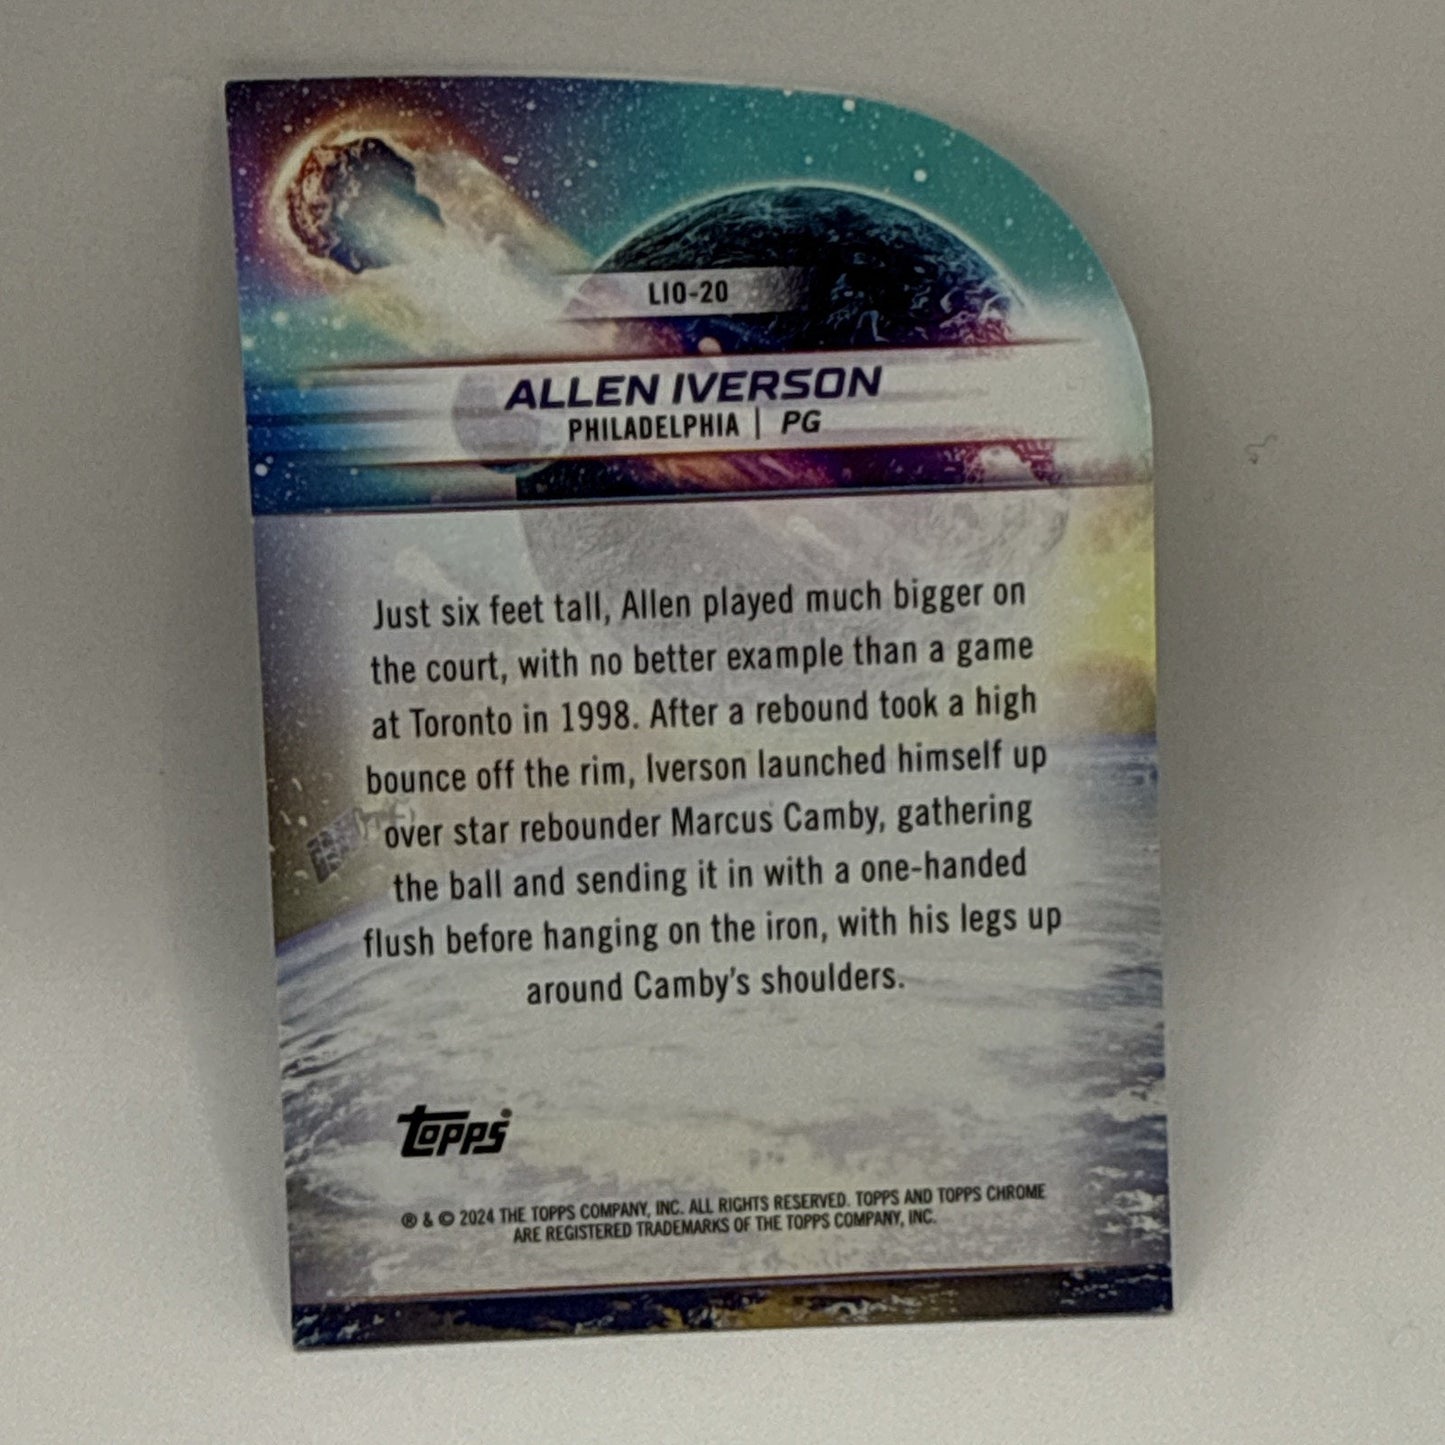 LIO-20
ALLEN IVERSON
PHILADELPHIA | PG
Just six feet tall, Allen played much bigger on
the court, with no better example than a game
at Toronto in 1998. After a rebound took a high
bounce off the rim, Iverson launched himself up
over star rebounder Marcus Camby, gathering
the ball and sending it in with a one-handed
flush before hanging on the iron, with his legs up
around Camby's shoulders.
topps
® & © 2024 THE TOPPS COMPANY, INC. ALL RIGHTS RESERVED. TOPPS AND TOPPS CHROME
ARE REGISTERED TRADEMARKS OF THE TOPPS COMPANY, INC.